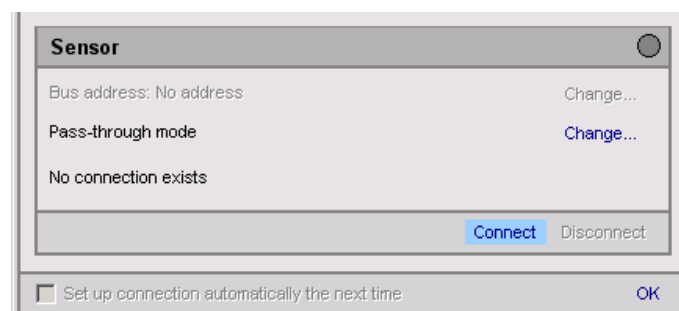 Sensor
Bus address: No address Change...
Pass-through mode Change...
No connection exists
Connect Disconnect
Set up connection automatically the next time OK